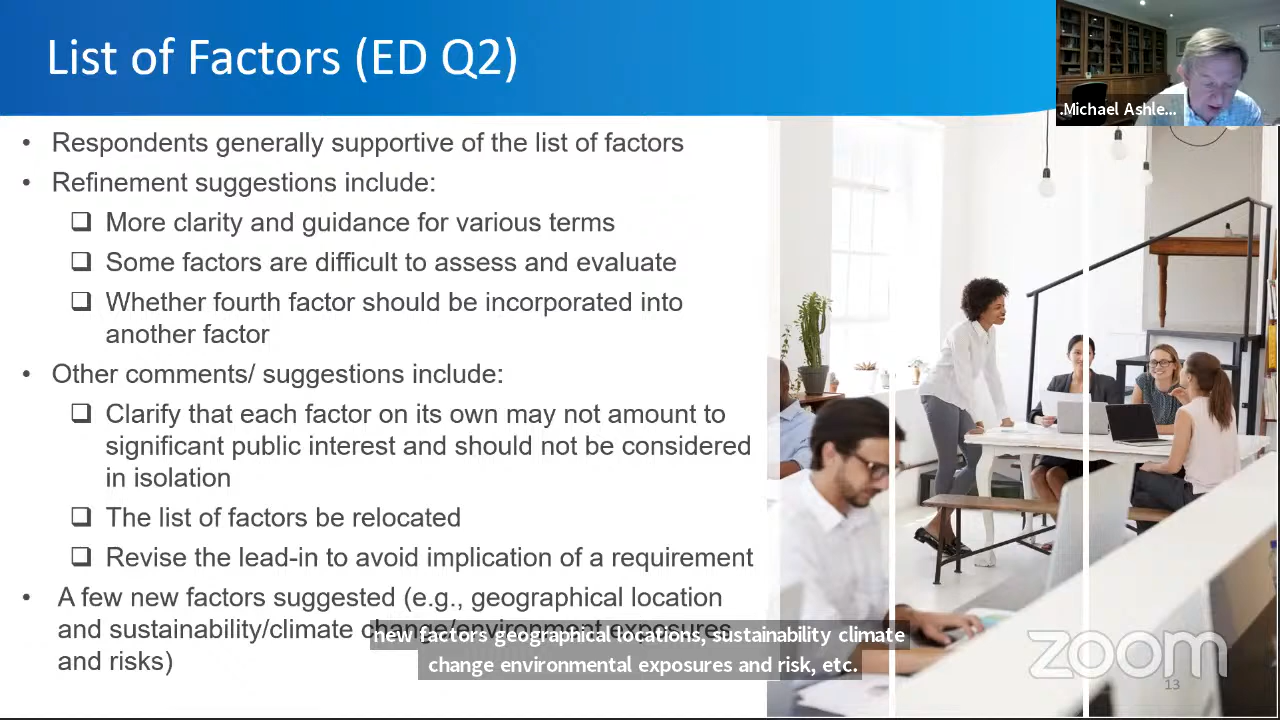 List of Factors (ED Q2)
.Michael Ashle...
• Respondents generally supportive of the list of factors
• Refinement suggestions include:
❑ More clarity and guidance for various terms
❑ Some factors are difficult to assess and evaluate
❑ Whether fourth factor should be incorporated into
another factor
• Other comments/ suggestions include:
❑ Clarify that each factor on its own may not amount to
significant public interest and should not be considered
in isolation
❑ The list of factors be relocated
❑ Revise the lead-in to avoid implication of a requirement
• A few new factors suggested (e.g., geographical location
and sustainability/climate change/environment exposures
and risks)
new factors geographical locations, sustainability climate
change environmental exposures and risk, etc.
zoom
13